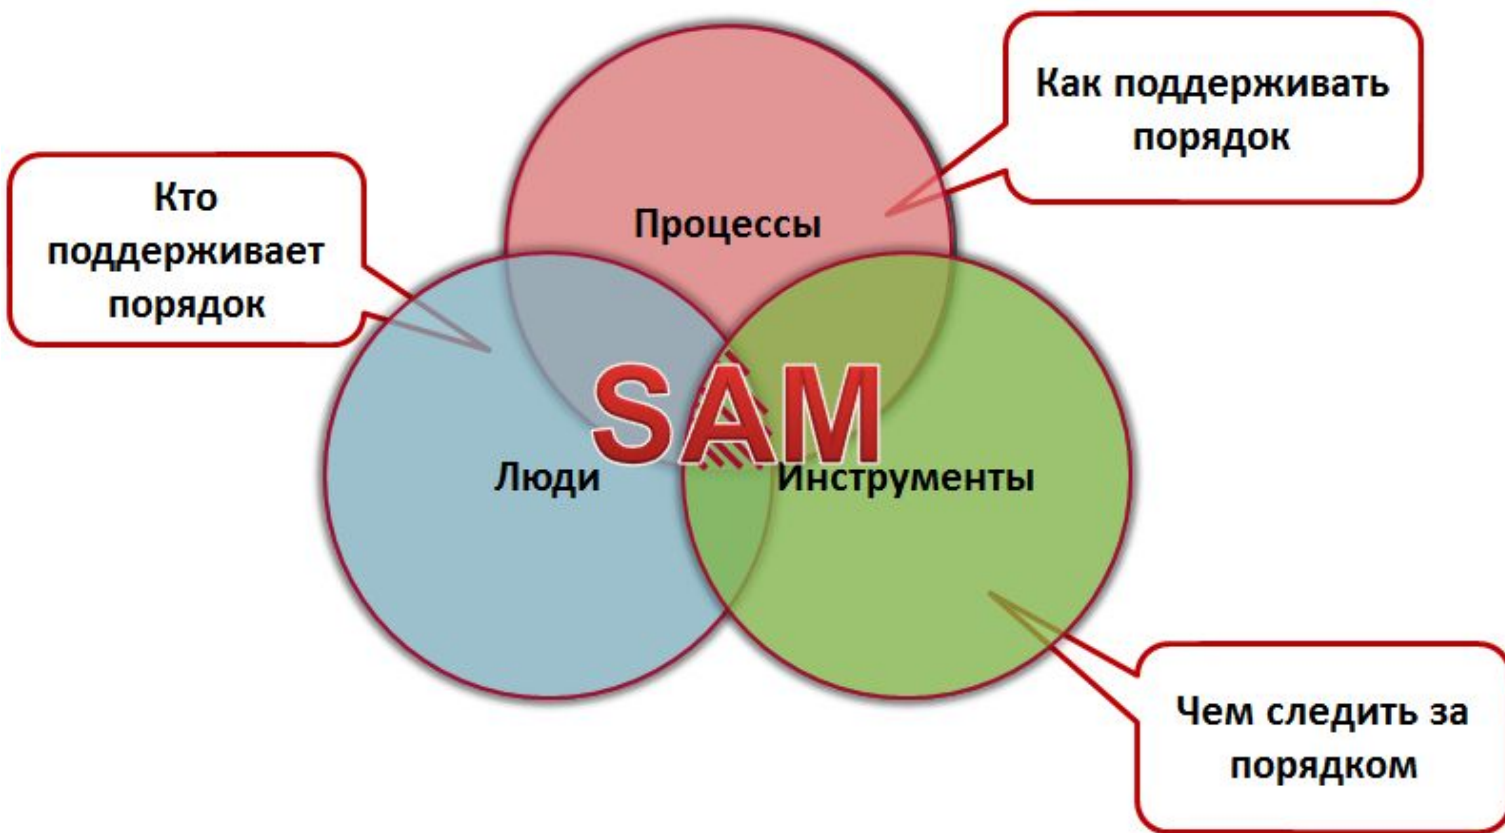 Как поддерживать
порядок
Кто
поддерживает
порядок
Процессы
SAM
Люди
Инструменты
Чем следить за
порядком